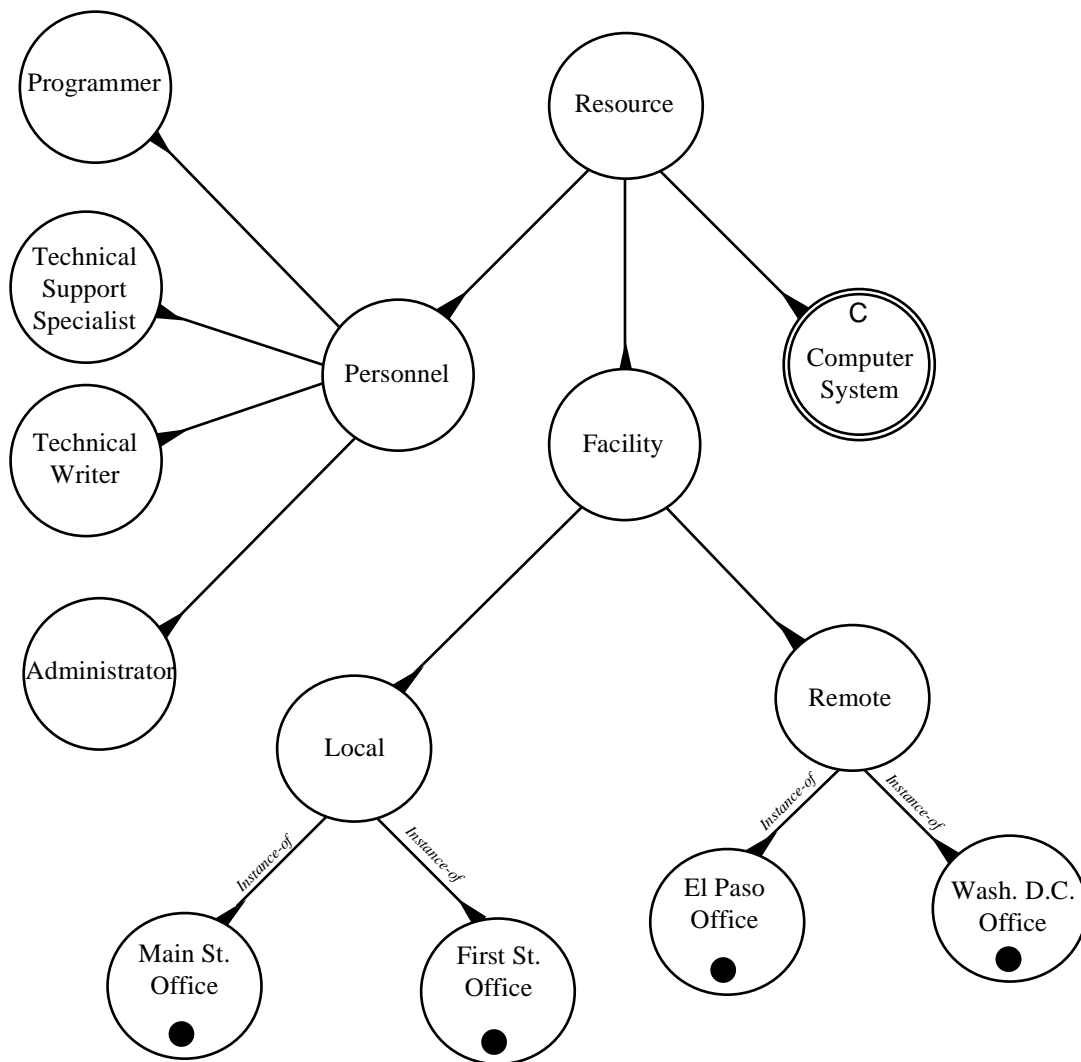 Programmer
Resource
Technical
Support
Specialist
Personnel
C
Computer
System
Technical
Writer
Facility
Administrator
Local
Remote
Instance-of
Instance-of
Instance-of
Instance-of
Main St.
Office
First St.
Office
El Paso
Office
Wash. D.C.
Office